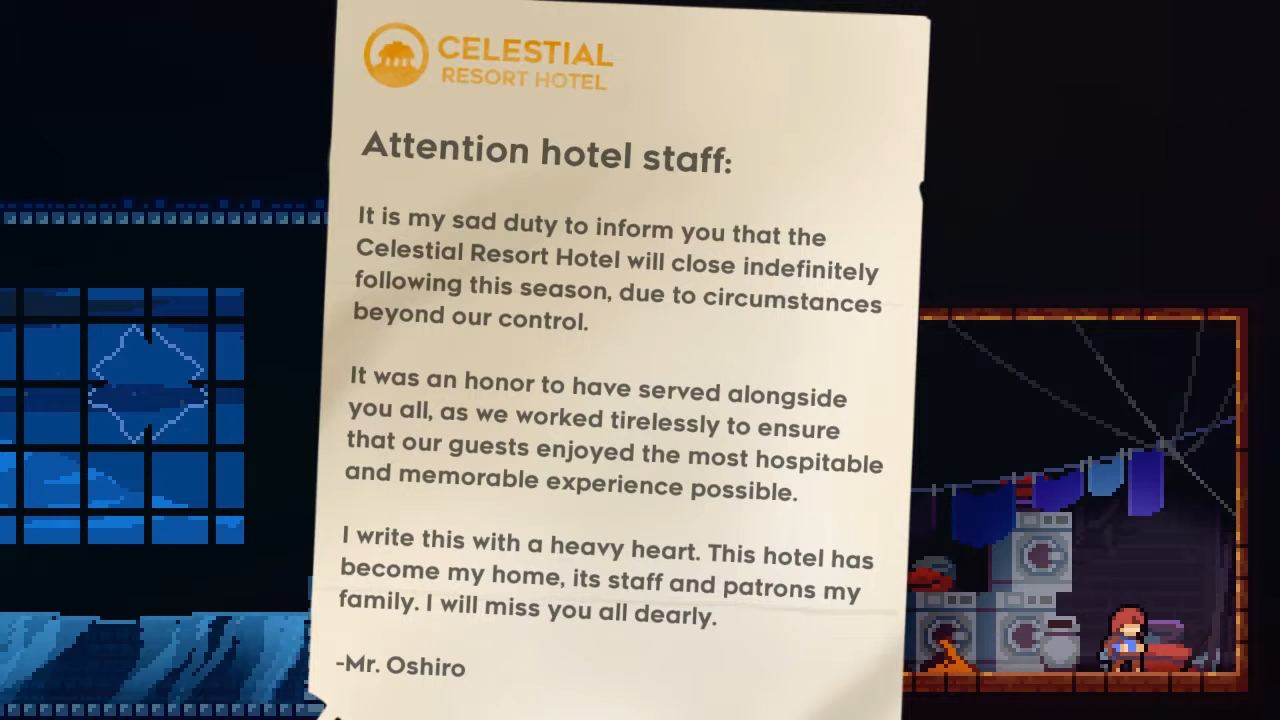 CELESTIAL
RESORT HOTEL
Attention hotel staff:
It is my sad duty to inform you that the
Celestial Resort Hotel will close indefinitely
following this season, due to circumstances
beyond our control.
It was an honor to have served alongside
you all, as we worked tirelessly to ensure
that our guests enjoyed the most hospitable
and memorable experience possible.
I write this with a heavy heart. This hotel has
become my home, its staff and patrons my
family. I will miss you all dearly.
-Mr. Oshiro